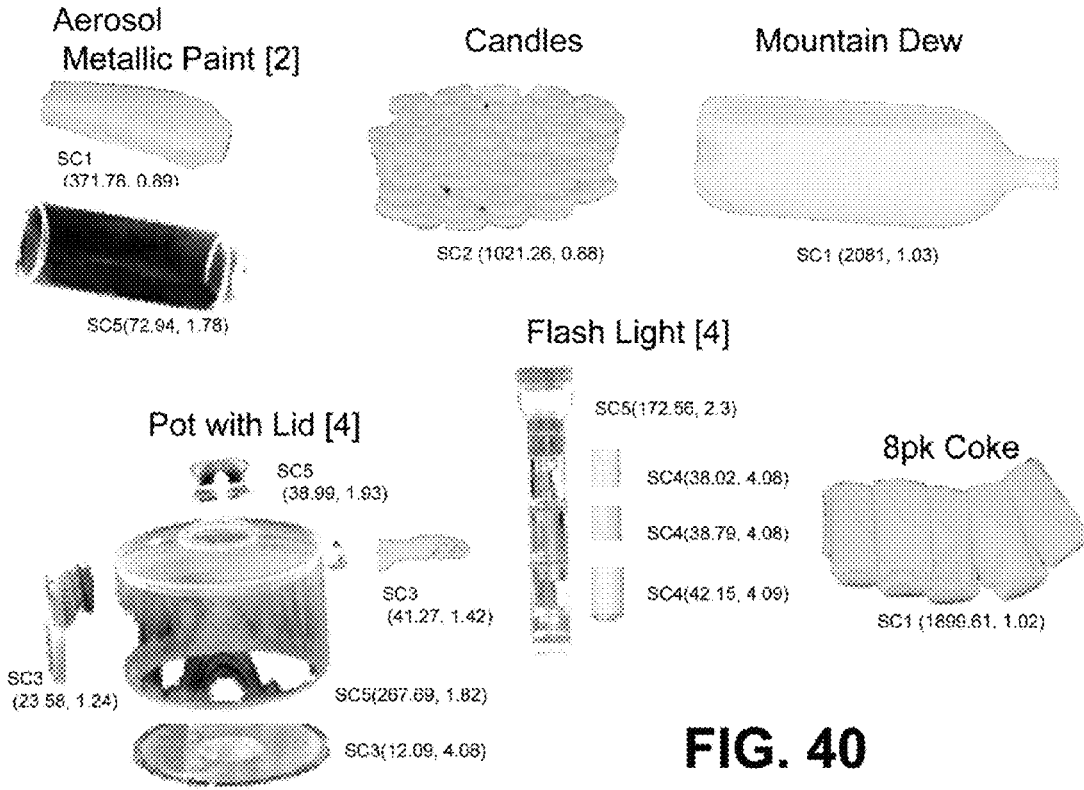 Aerosol
Metallic Paint [2]
Candles
Mountain Dew
SC1
(371.78, 0.89)
SC2 (1021.26, 0.88)
SC1 (2081, 1.03)
SC5(72.94, 1.78)
Flash Light [4]
SC5(172.56, 2.3)
Pot with Lid [4]
8pk Coke
SC5
(38.99, 1.93)
SC4(38.02, 4.08)
SC4(38.79, 4.08)
SC3
(41.27, 1.42)
SC4(42.15, 4.09)
SC1 (1899.61, 1.02)
SC3
(23.58, 1.24)
SC5(267.69, 1.82)
SC3(12.09, 4.08)
FIG. 40